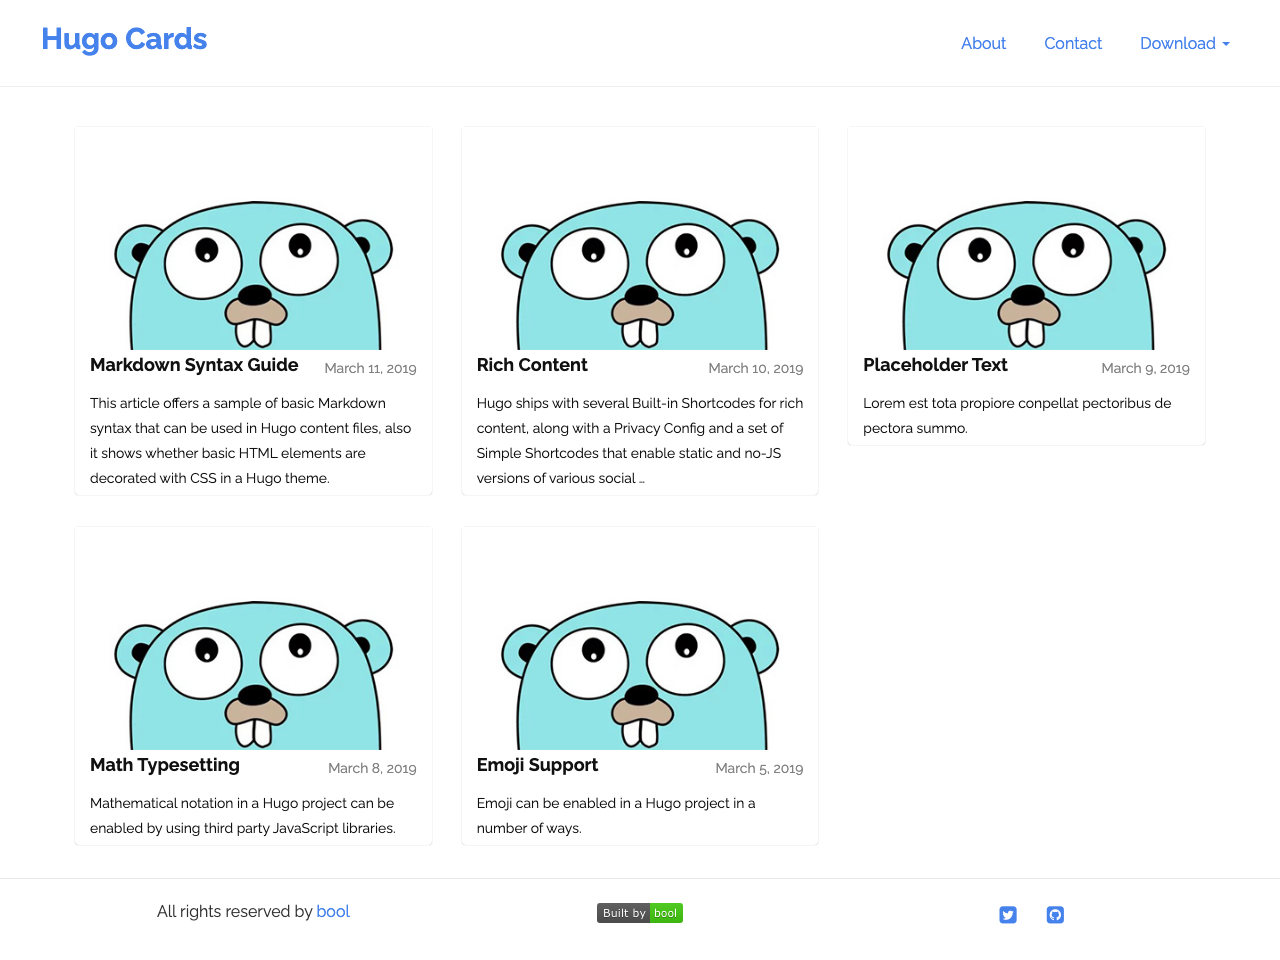 Hugo Cards
About
Contact
Download
Markdown Syntax Guide
March 11, 2019
This article offers a sample of basic Markdown
syntax that can be used in Hugo content files, also
it shows whether basic HTML elements are
decorated with CSS in a Hugo theme.
Rich Content
March 10, 2019
Hugo ships with several Built-in Shortcodes for rich
content, along with a Privacy Config and a set of
Simple Shortcodes that enable static and no-JS
versions of various social …
Placeholder Text
March 9, 2019
Lorem est tota propiore conpellat pectoribus de
pectora summo.
Math Typesetting
March 8, 2019
Mathematical notation in a Hugo project can be
enabled by using third party JavaScript libraries.
Emoji Support
March 5, 2019
Emoji can be enabled in a Hugo project in a
number of ways.
All rights reserved by bool
Built by bool